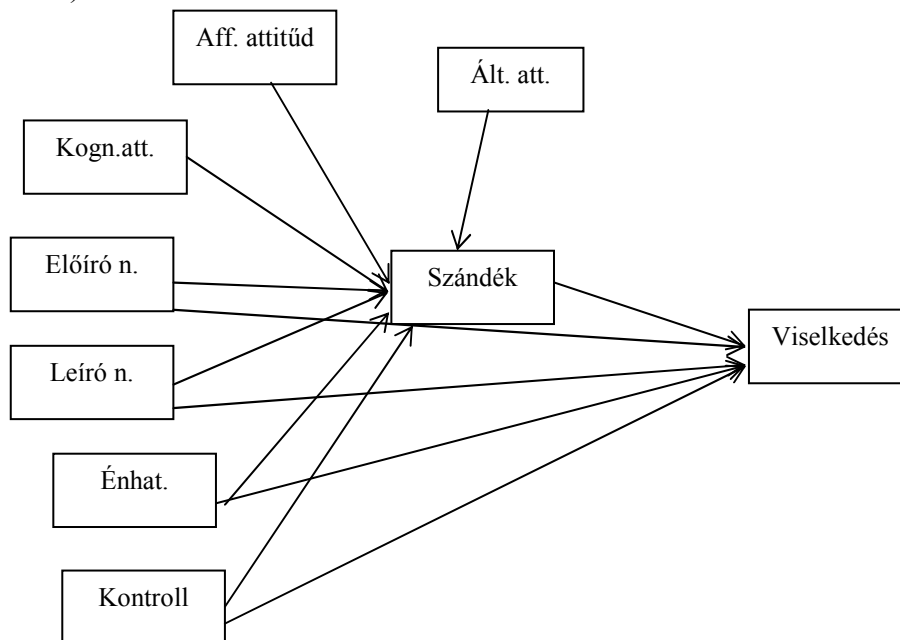 Aff. attitűd
Ált. att.
Kogn.att.
Előíró n.
Szándék
Viselkedés
Leíró n.
Énhat.
Kontroll